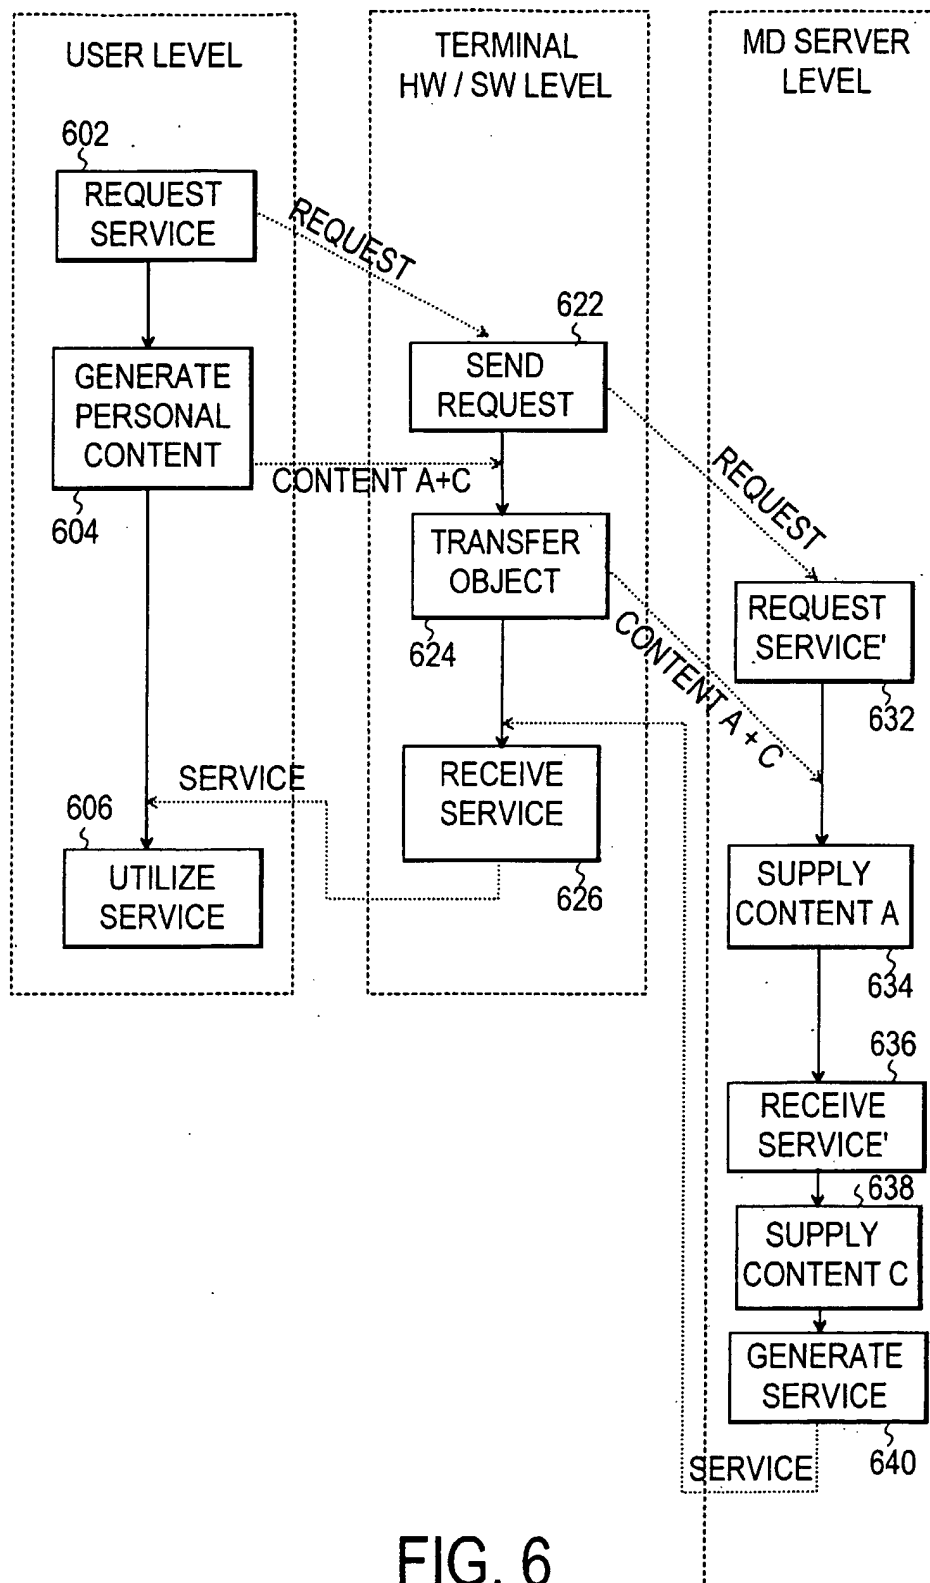 USER LEVEL
TERMINAL
HW / SW LEVEL
MD SERVER
LEVEL
602
REQUEST
SERVICE
REQUEST
622
GENERATE
PERSONAL
CONTENT
604
SEND
REQUEST
REQUEST
CONTENT A+C
TRANSFER
OBJECT
624
CONTENT A + C
REQUEST
SERVICE'
632
SERVICE
RECEIVE
SERVICE
626
606
UTILIZE
SERVICE
SUPPLY
CONTENT A
634
636
RECEIVE
SERVICE'
638
SUPPLY
CONTENT C
GENERATE
SERVICE
640
SERVICE
FIG. 6